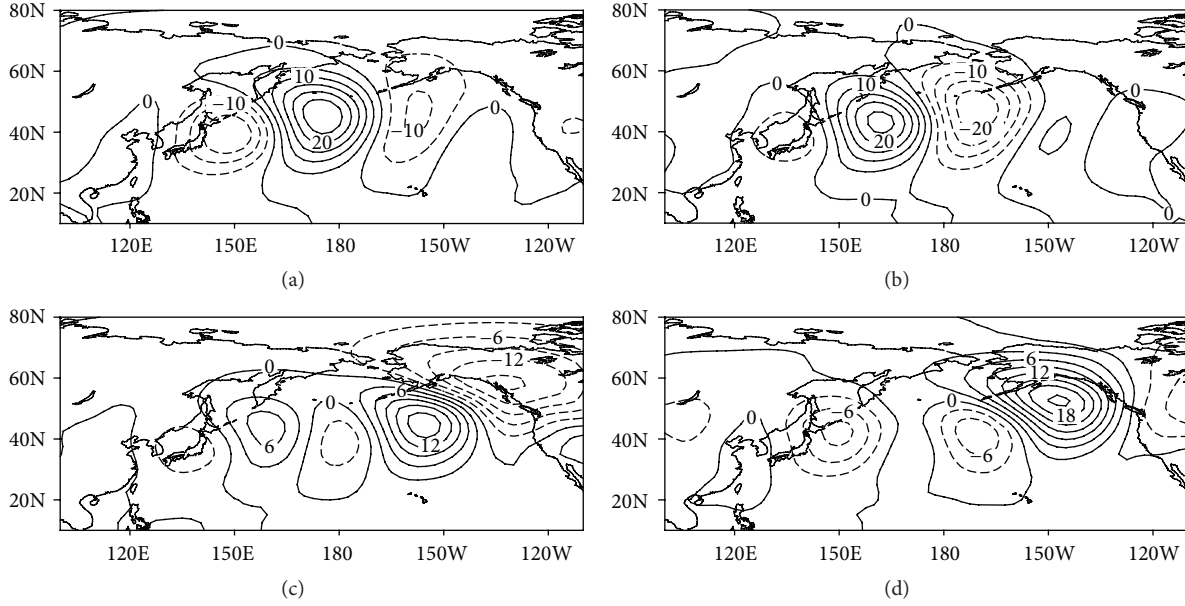 80N 80N
0 0
60N 10 60N −10
0 −10 0 10 0
40N −10 40N −20
20 20
20N 20N 0 0
120E 150E 180 150W 120W 120E 150E 180 150W 120W
(a) (b)
80N 80N
−6 6
−12
60N 0 6 60N 12
0 0 0 6 18
40N 6 12 40N −6
20N 20N
120E 150E 180 150W 120W 120E 150E 180 150W 120W
(c) (d)